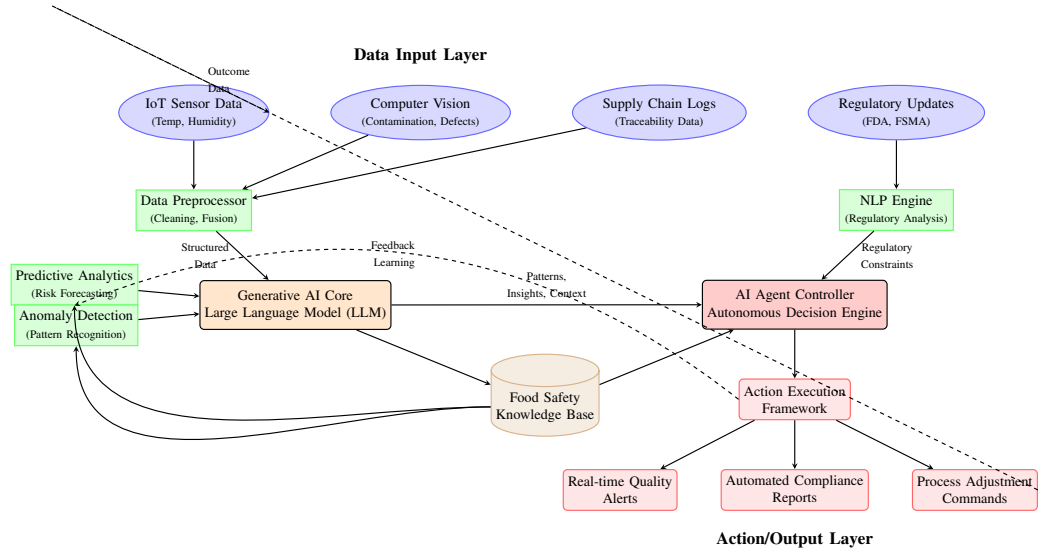 Data Input Layer
Outcome
Data
IoT Sensor Data
(Temp, Humidity)
Computer Vision
(Contamination, Defects)
Supply Chain Logs
(Traceability Data)
Regulatory Updates
(FDA, FSMA)
Data Preprocessor
(Cleaning, Fusion)
NLP Engine
(Regulatory Analysis)
Structured
Data
Feedback
Learning
Regulatory
Constraints
Predictive Analytics
(Risk Forecasting)
Anomaly Detection
(Pattern Recognition)
Generative AI Core
Large Language Model (LLM)
Patterns,
Insights, Context
AI Agent Controller
Autonomous Decision Engine
Food Safety
Knowledge Base
Action Execution
Framework
Real-time Quality
Alerts
Automated Compliance
Reports
Process Adjustment
Commands
Action/Output Layer